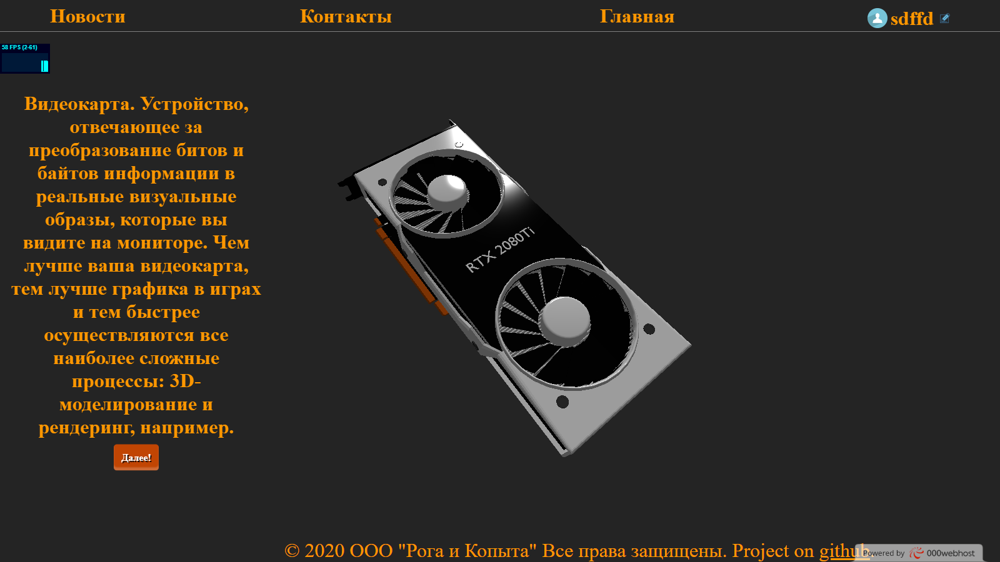 Новости Контакты Главная sdffd
58 FPS (2-61)
Видеокарта. Устройство,
отвечающее за
преобразование битов и
байтов информации в
реальные визуальные
образы, которые вы
видите на мониторе. Чем
лучше ваша видеокарта,
тем лучше графика в играх
и тем быстрее
осуществляются все
наиболее сложные
процессы: 3D-
моделирование и
рендеринг, например.
Далее!
RTX 2080Ti
© 2020 ООО "Рога и Копыта" Все права защищены. Project on github
Powered by 000webhost